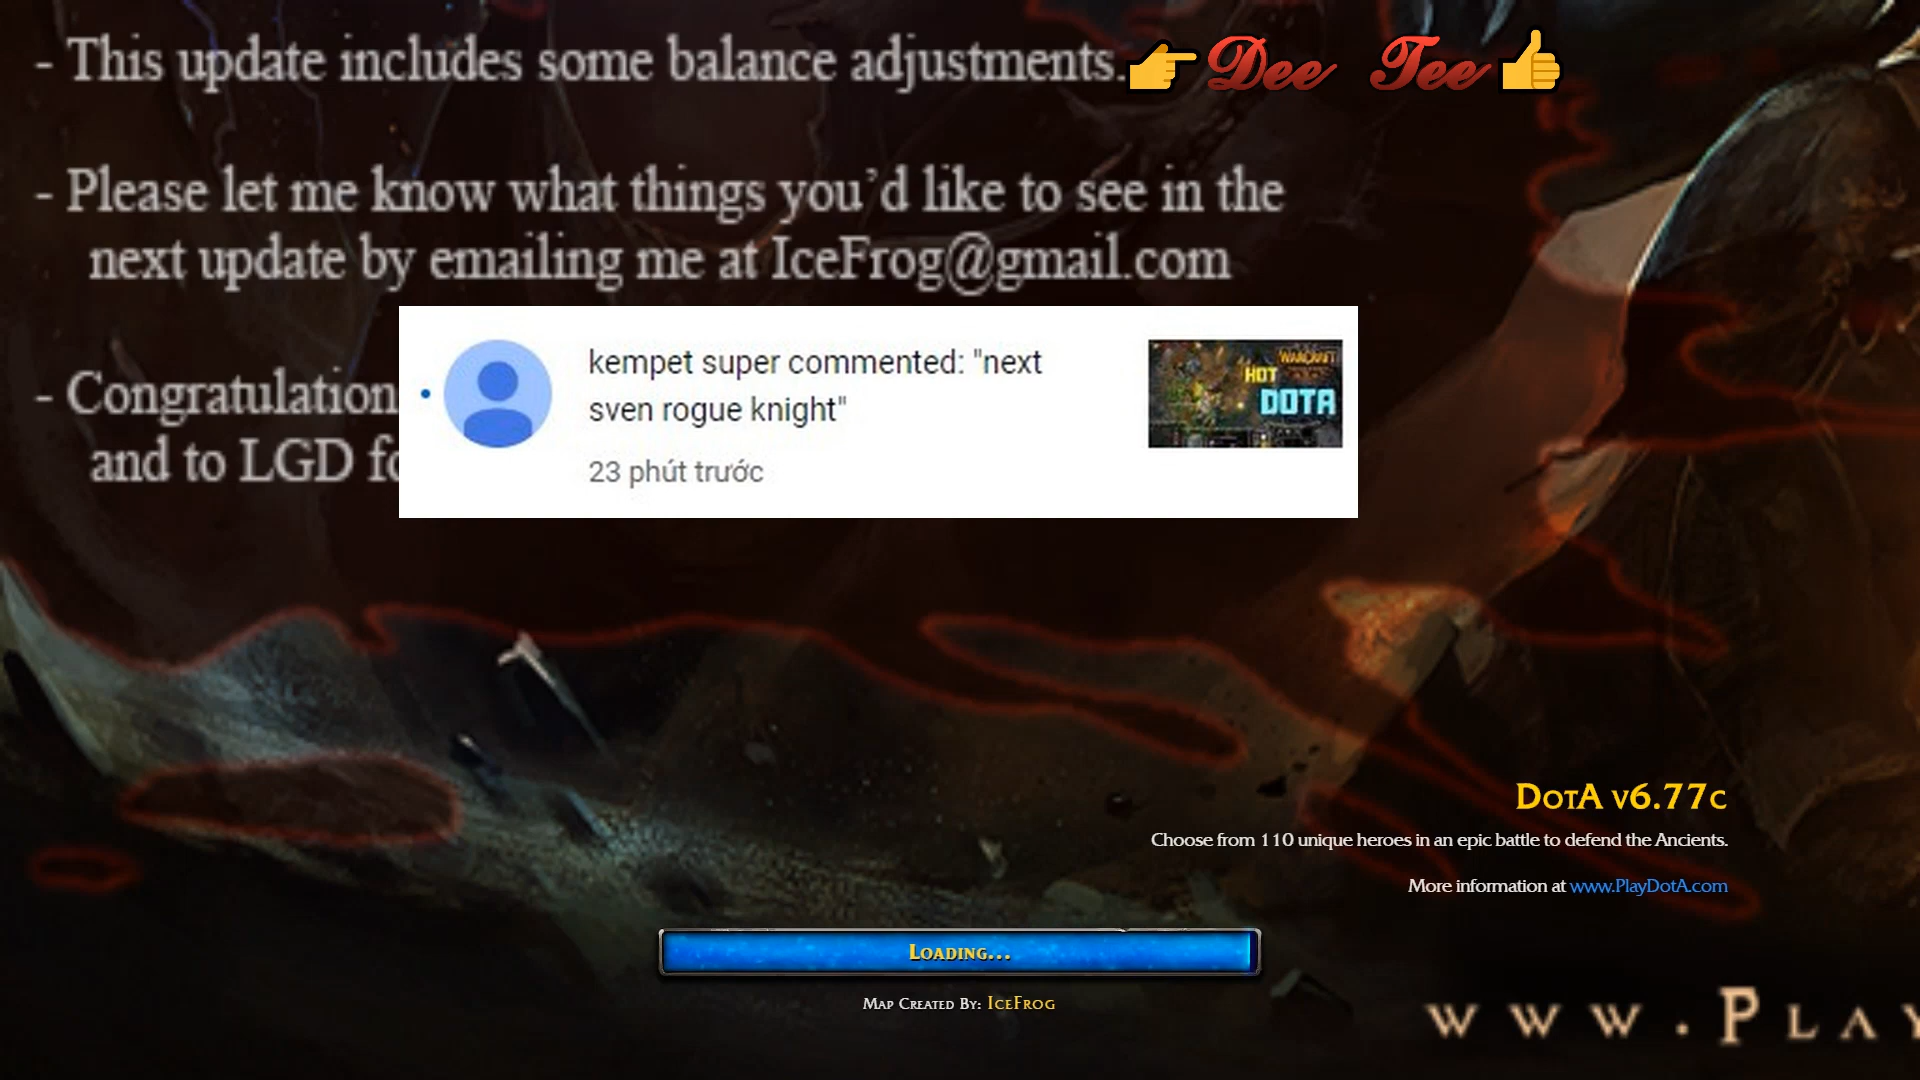 - This update includes some balance adjustments.👉Dee Tee👍
- Please let me know what things you'd like to see in the
next update by emailing me at IceFrog@gmail.com
- Congratulation
and to LGD fo
kempet super commented: "next
sven rogue knight"
23 phút trước
WARCRAFT
HOT
DOTA
DotA v6.77c
Choose from 110 unique heroes in an epic battle to defend the Ancients.
More information at www.PlayDotA.com
Loading...
Map Created By: IceFrog
www.Play